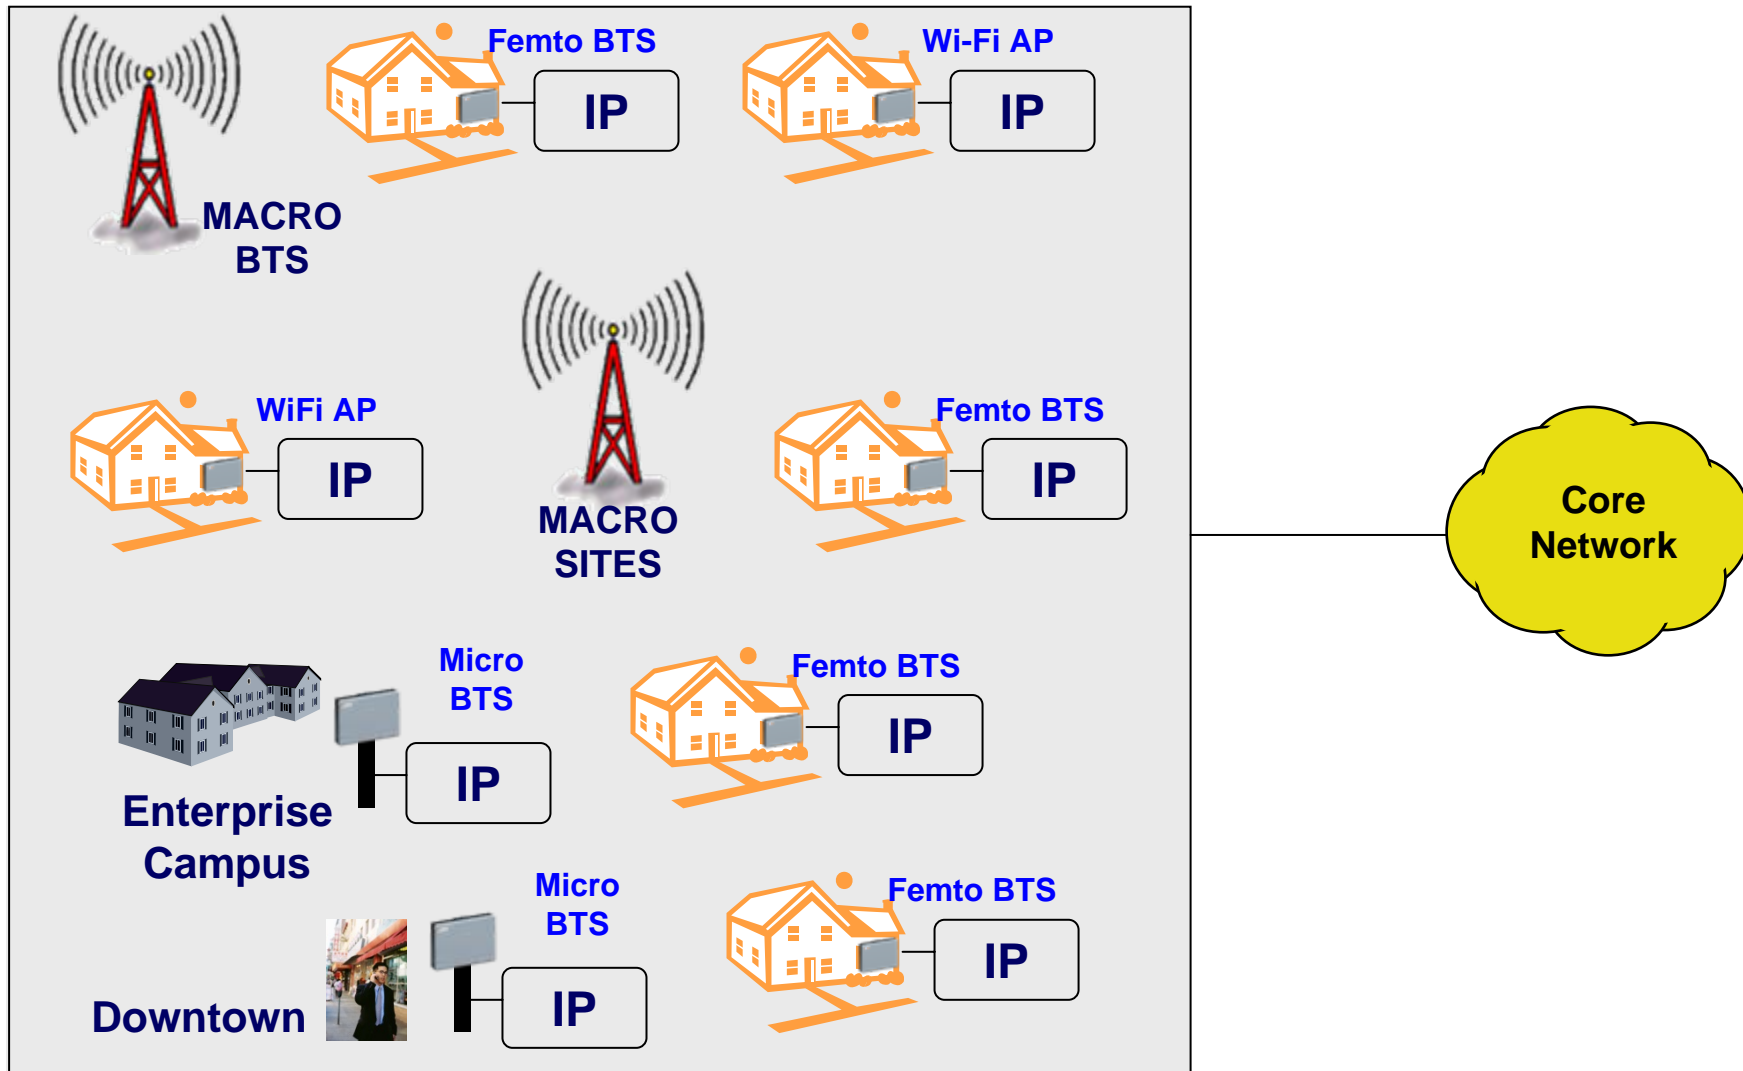 Femto BTS
IP
Wi-Fi AP
IP
MACRO
BTS
WiFi AP
IP
MACRO
SITES
Femto BTS
IP
Core
Network
Micro
BTS
IP
Enterprise
Campus
Femto BTS
IP
Micro
BTS
IP
Downtown
Femto BTS
IP